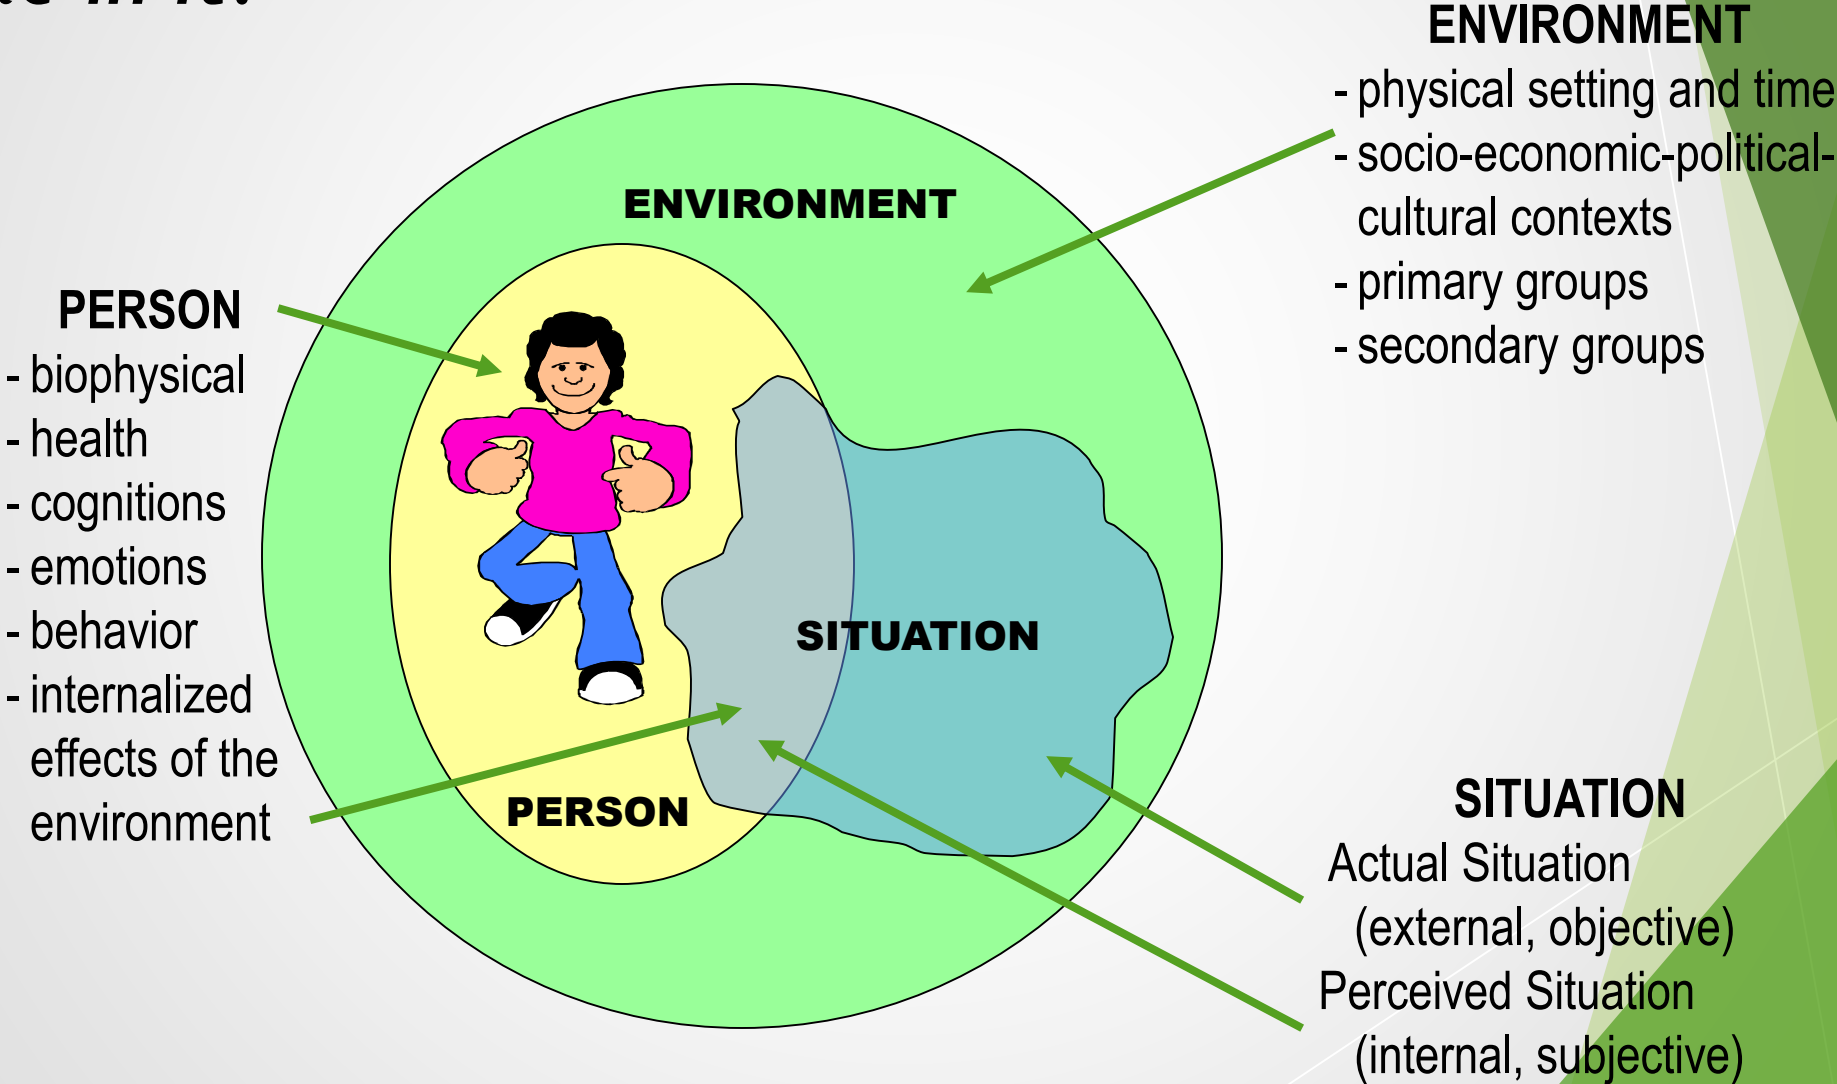 ENVIRONMENT
- physical setting and time
- socio-economic-political-
cultural contexts
- primary groups
- secondary groups
ENVIRONMENT
PERSON
- biophysical
- health
- cognitions
- emotions
- behavior
- internalized
effects of the
environment
SITUATION
PERSON
SITUATION
Actual Situation
(external, objective)
Perceived Situation
(internal, subjective)